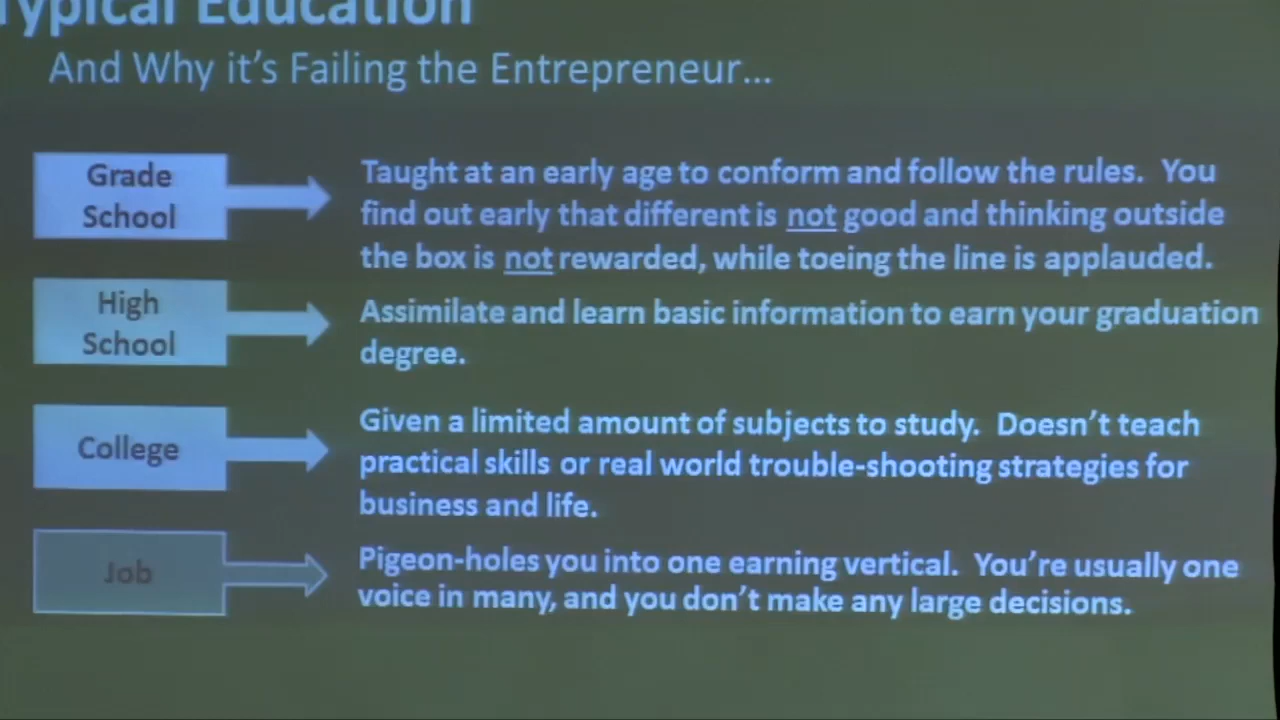 Typical Education
And Why it's Failing the Entrepreneur...
Grade
School
Taught at an early age to conform and follow the rules. You
find out early that different is not good and thinking outside
the box is not rewarded, while toeing the line is applauded.
High
School
Assimilate and learn basic information to earn your graduation
degree.
College
Given a limited amount of subjects to study. Doesn't teach
practical skills or real world trouble-shooting strategies for
business and life.
Job
Pigeon-holes you into one earning vertical. You're usually one
voice in many, and you don't make any large decisions.